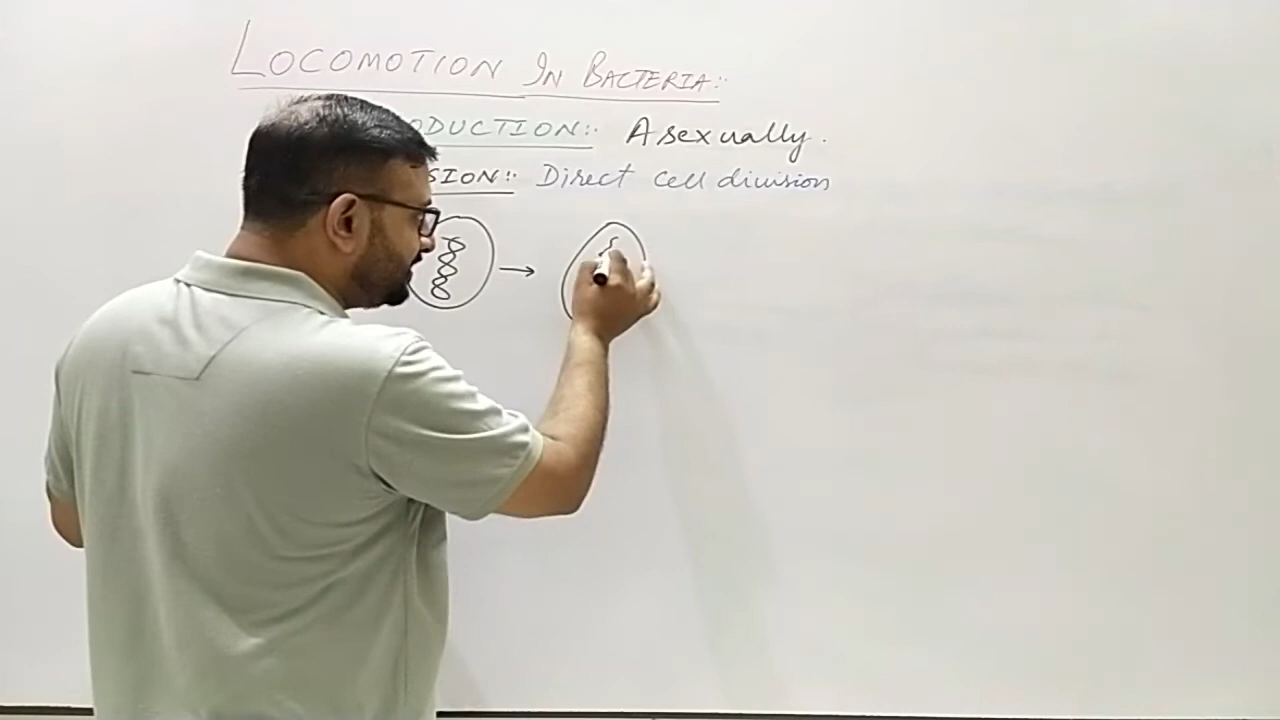 LOCOMOTION IN BACTERIA:-
ODUCTION:- Asexually.
SION:- Direct cell division